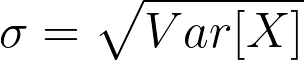 σ = √Var[X]